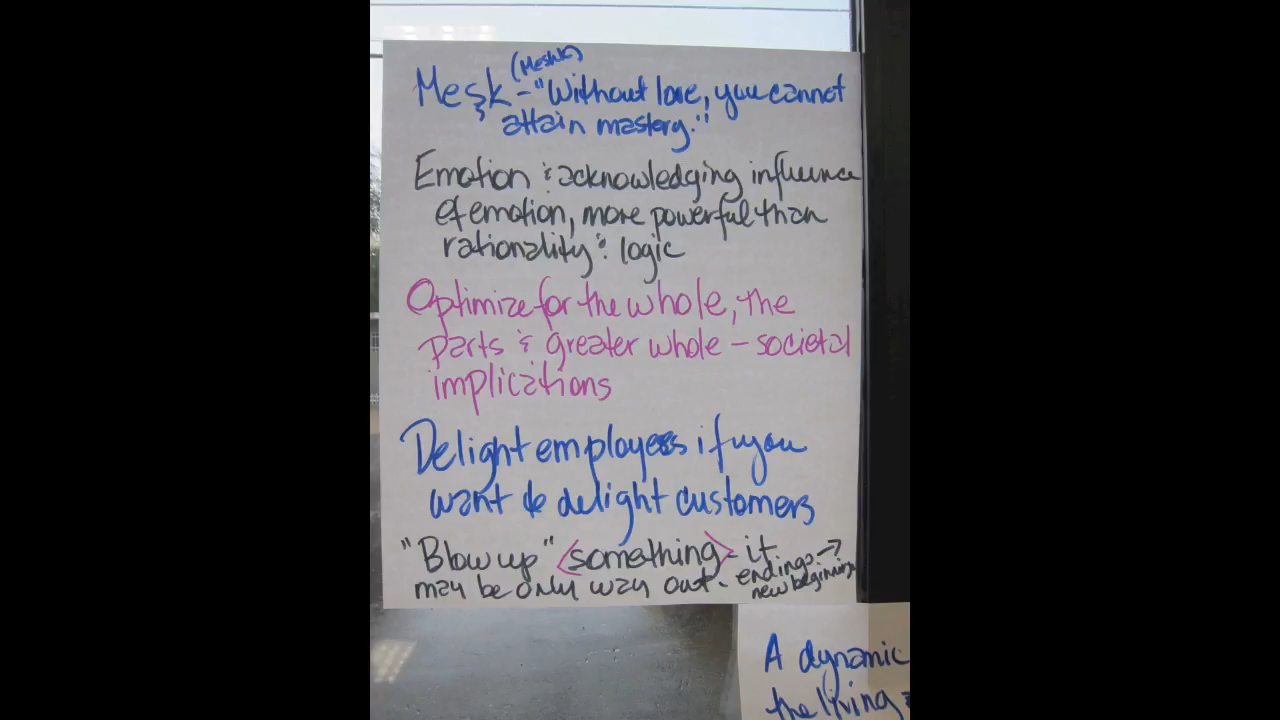 (Meshk)
Meşk - "Without love, you cannot
attain mastery."
Emotion & acknowledging influence
of emotion, more powerful than
rationality & logic
Optimize for the whole, the
parts & greater whole - societal
implications
Delight employees if you
want to delight customers
"Blow up" <something> - it
may be only way out - endings →
new beginnings
A dynamic
the living =